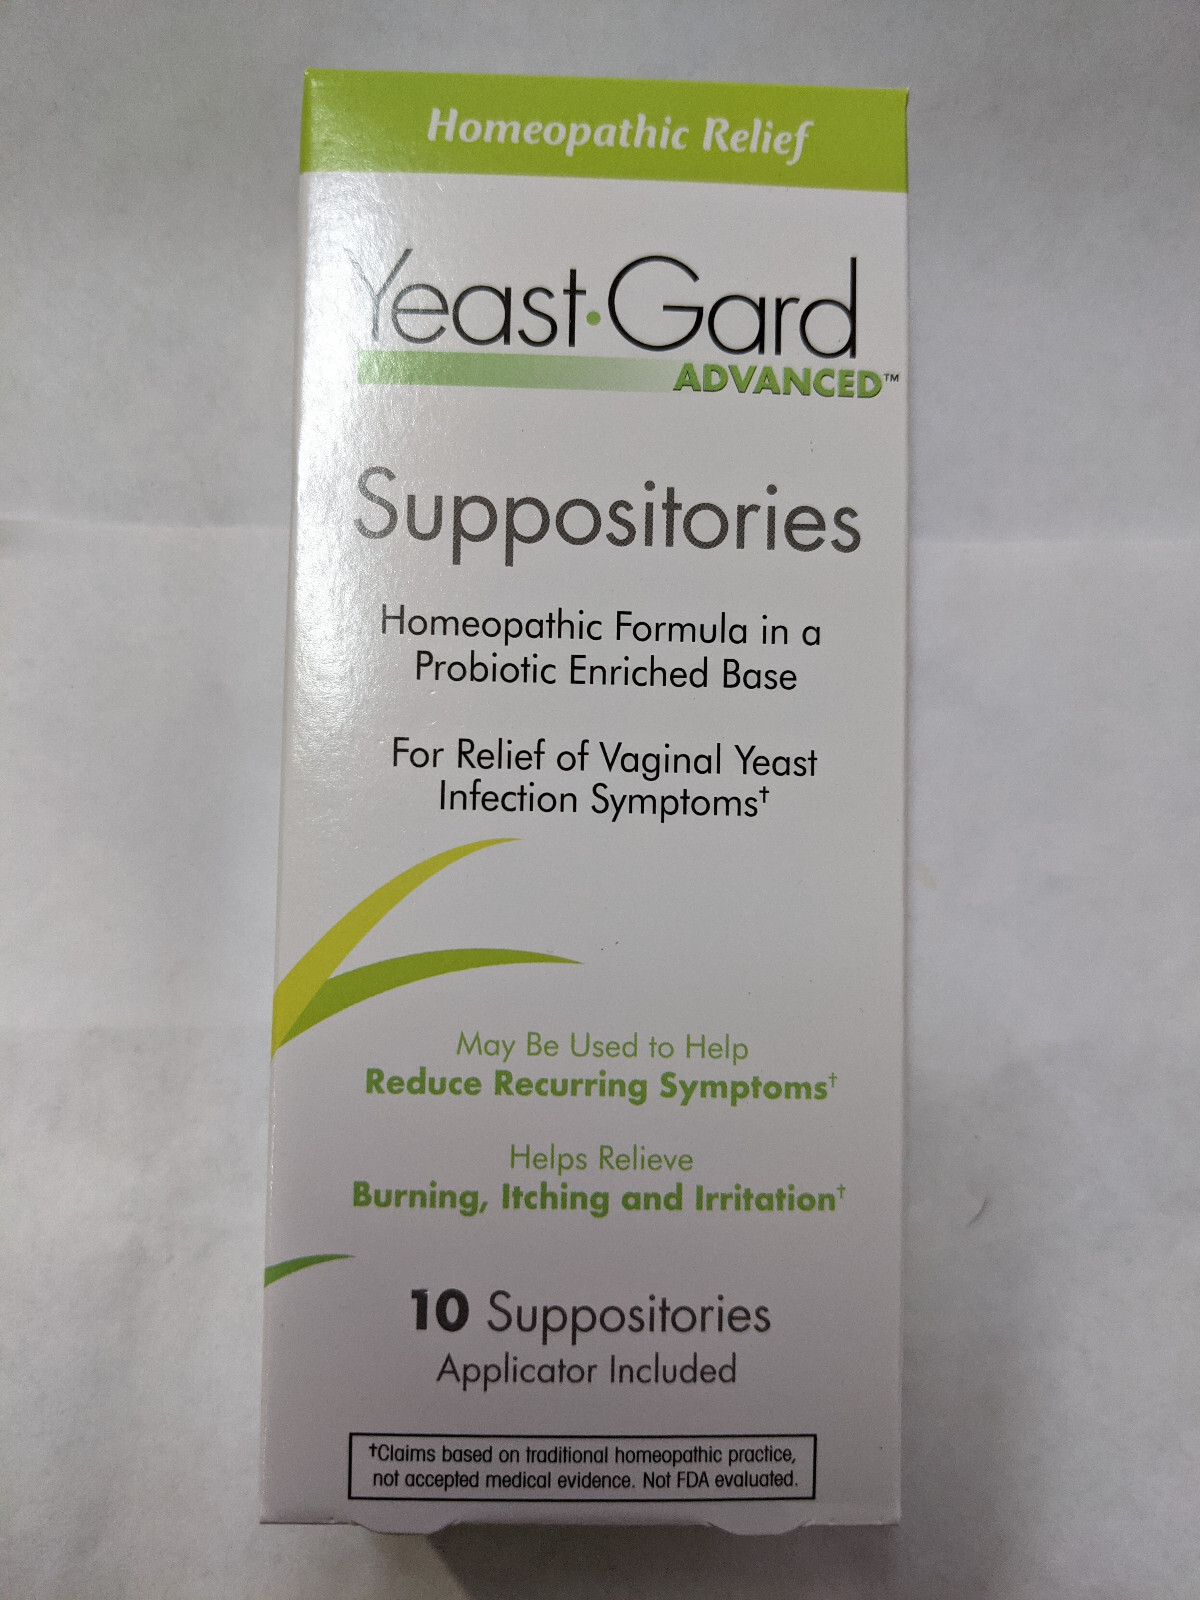 Homeopathic Relief
Yeast·Gard
ADVANCED™
Suppositories
Homeopathic Formula in a
Probiotic Enriched Base
For Relief of Vaginal Yeast
Infection Symptoms†
May Be Used to Help
Reduce Recurring Symptoms†
Helps Relieve
Burning, Itching and Irritation†
10 Suppositories
Applicator Included
†Claims based on traditional homeopathic practice,
not accepted medical evidence. Not FDA evaluated.